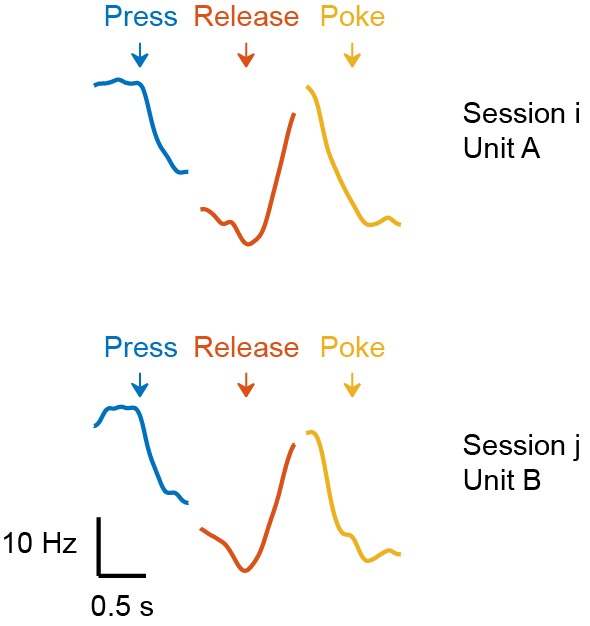 Press Release Poke
Session i
Unit A
Press Release Poke
Session j
Unit B
10 Hz
0.5 s